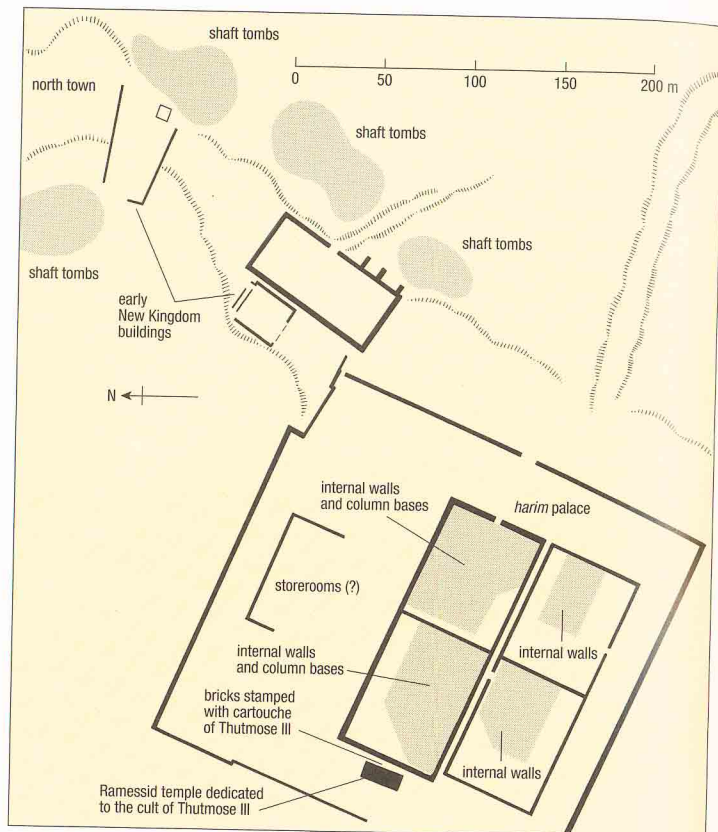 shaft tombs
0 50 100 150 200 m
north town
shaft tombs
shaft tombs
shaft tombs
early
New Kingdom
buildings
N
internal walls
and column bases
harim palace
storerooms (?)
internal walls
internal walls
and column bases
bricks stamped
with cartouche
of Thutmose III
internal walls
Ramessid temple dedicated
to the cult of Thutmose III